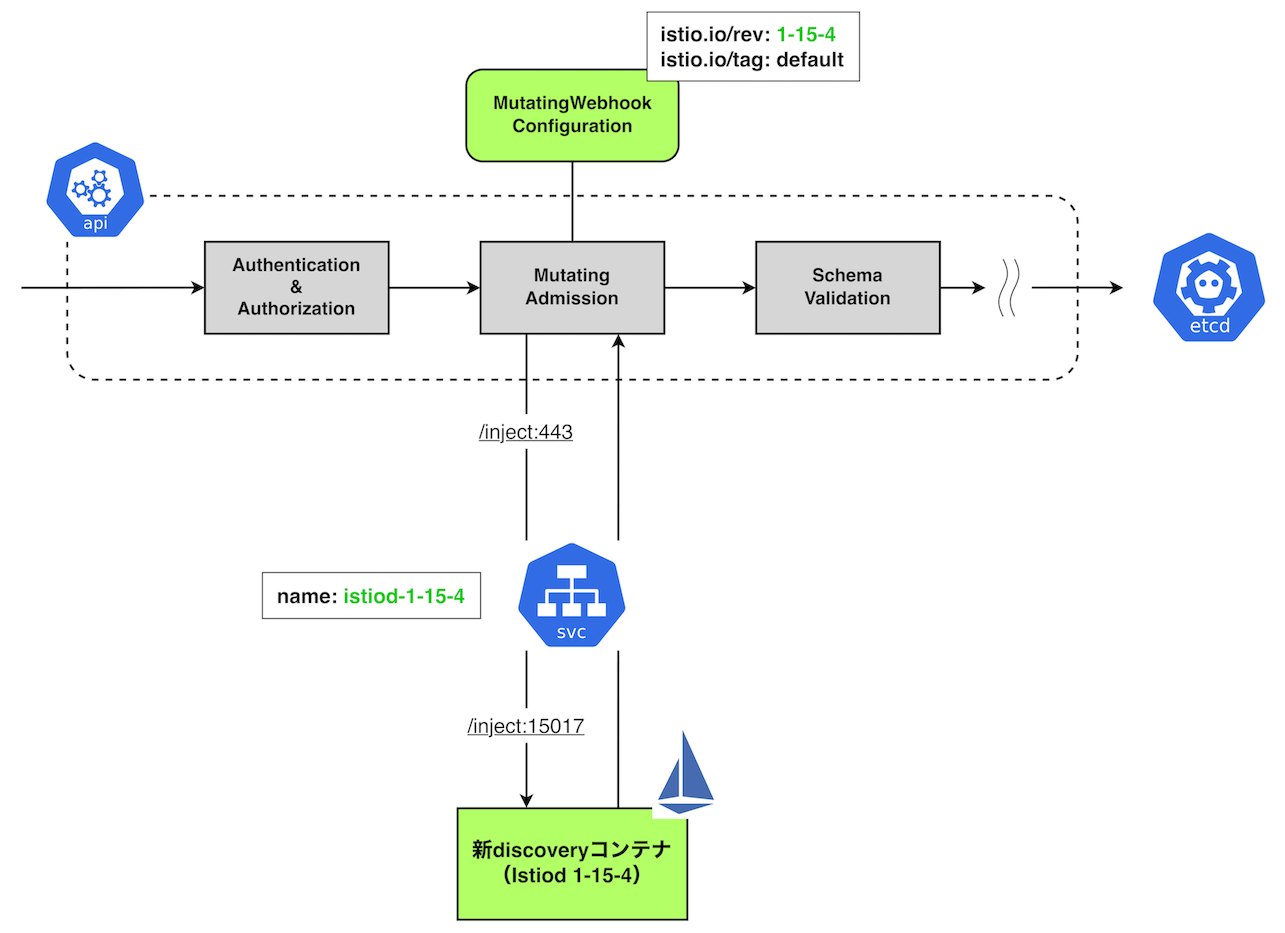 istio.io/rev: 1-15-4
istio.io/tag: default
MutatingWebhook
Configuration
api
Authentication
&
Authorization
Mutating
Admission
Schema
Validation
etcd
/inject:443
name: istiod-1-15-4
svc
/inject:15017
新discoveryコンテナ
（Istiod 1-15-4）